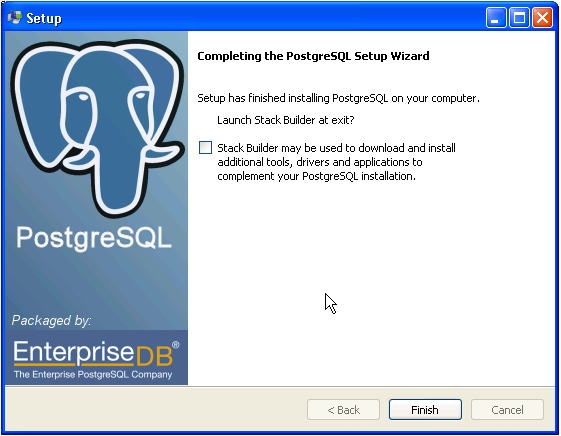 Setup
Completing the PostgreSQL Setup Wizard
Setup has finished installing PostgreSQL on your computer.
Launch Stack Builder at exit?
Stack Builder may be used to download and install
additional tools, drivers and applications to
complement your PostgreSQL installation.
PostgreSQL
Packaged by:
EnterpriseDB®
The Enterprise PostgreSQL Company
< Back
Finish
Cancel